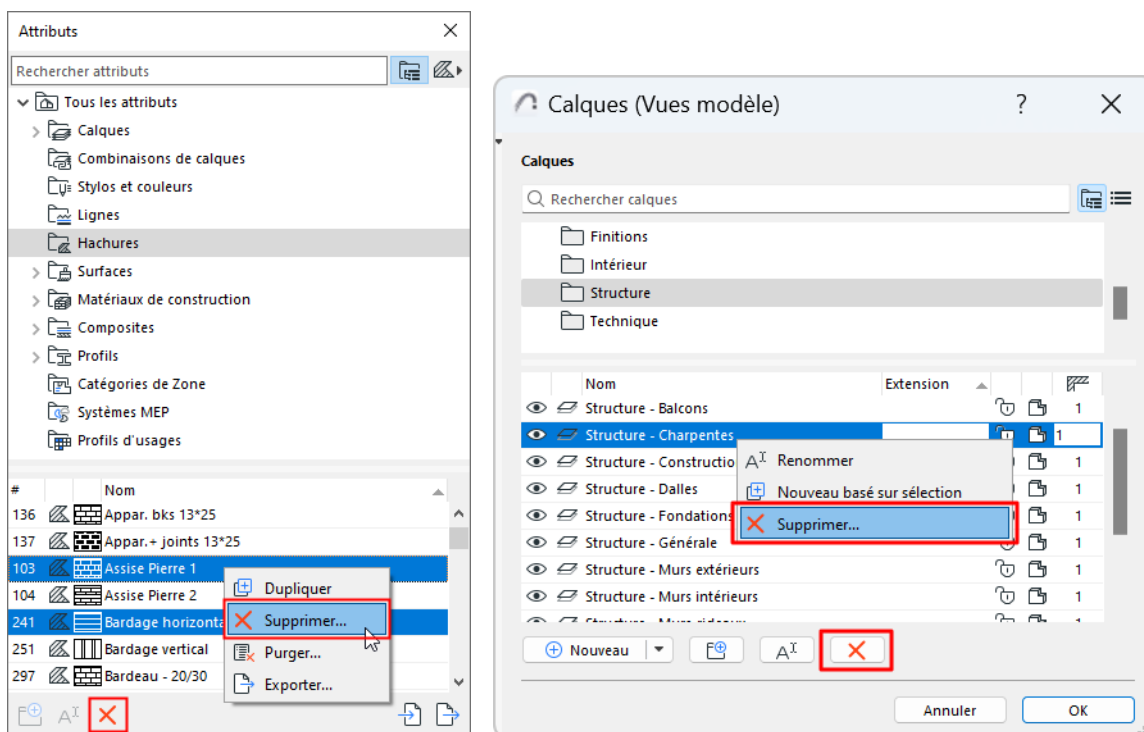 Attributs
Rechercher attributs
Tous les attributs
Calques
Combinaisons de calques
Stylos et couleurs
Lignes
Hachures
Surfaces
Matériaux de construction
Composites
Profils
Catégories de Zone
Systèmes MEP
Profils d'usages
# Nom
136 Appar. bks 13*25
137 Appar.+ joints 13*25
103 Assise Pierre 1
104 Assise Pierre 2
241 Bardage horizonta
251 Bardage vertical
297 Bardeau - 20/30
Dupliquer
Supprimer...
Purger...
Exporter...
Calques (Vues modèle)
Calques
Rechercher calques
Finitions
Intérieur
Structure
Technique
Nom Extension
Structure - Balcons 1
Structure - Charpentes 1
Structure - Constructio 1
Structure - Dalles 1
Structure - Fondations 1
Structure - Générale 1
Structure - Murs extérieurs 1
Structure - Murs intérieurs 1
Renommer
Nouveau basé sur sélection
Supprimer...
Nouveau
Annuler OK